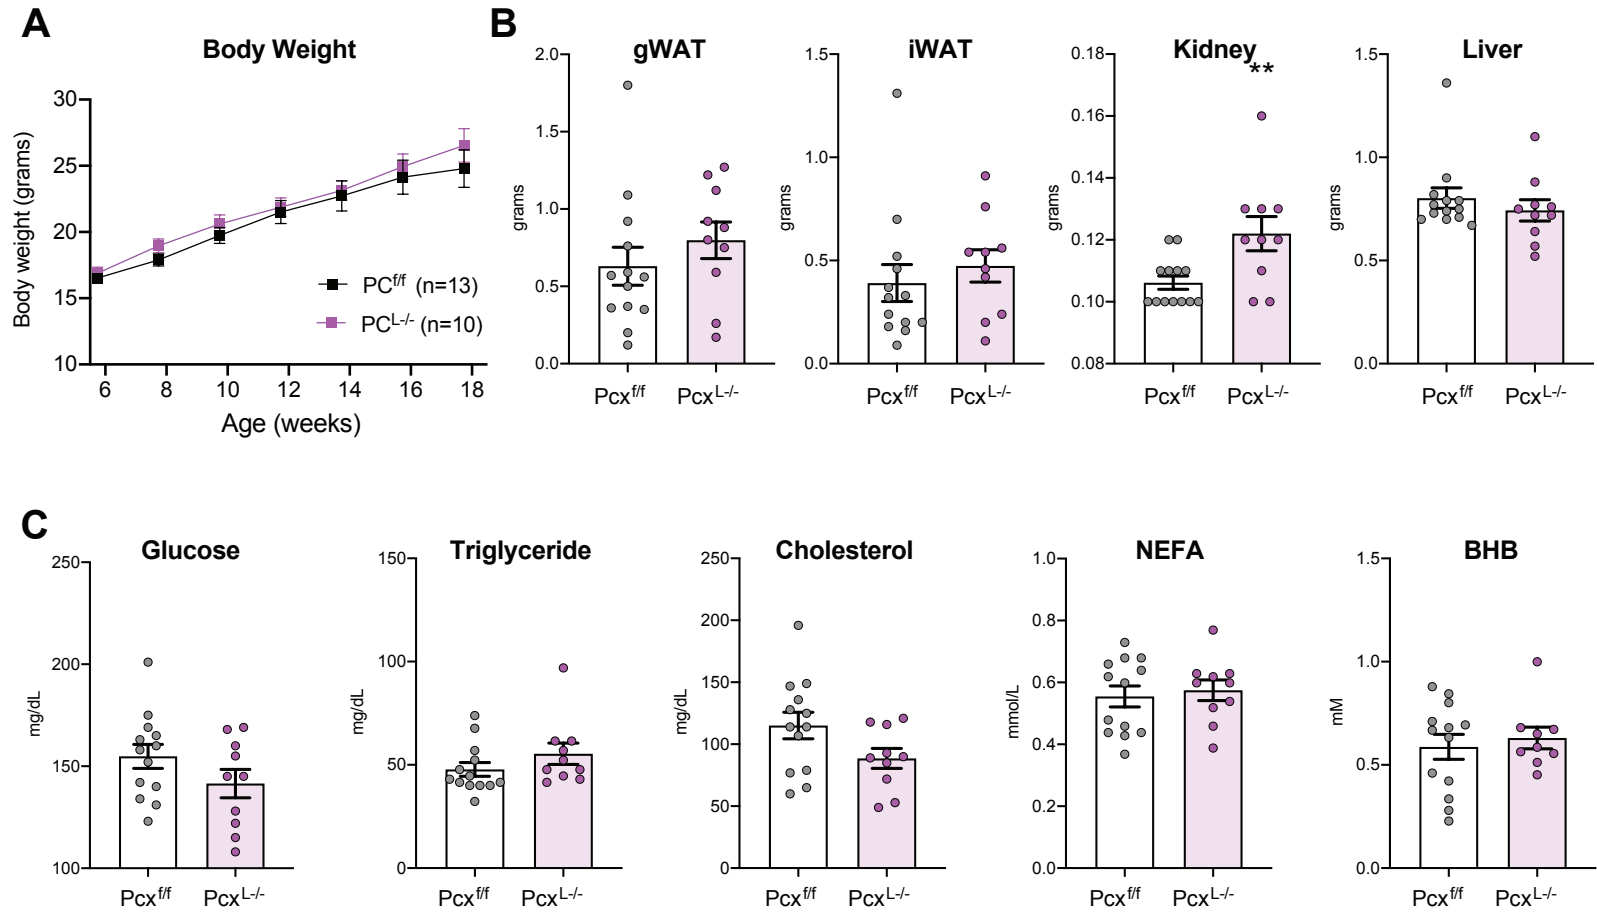 A
Body Weight
Body weight (grams)
30
25
20
15
10
PCf/f (n=13)
PCL-/- (n=10)
6 8 10 12 14 16 18
Age (weeks)
B
gWAT
grams
2.0
1.5
1.0
0.5
0.0
Pcxf/f PcxL-/-
iWAT
grams
1.5
1.0
0.5
0.0
Pcxf/f PcxL-/-
Kidney
**
grams
0.18
0.16
0.14
0.12
0.10
0.08
Pcxf/f PcxL-/-
Liver
grams
1.5
1.0
0.5
0.0
Pcxf/f PcxL-/-
C
Glucose
mg/dL
250
200
150
100
Pcxf/f PcxL-/-
Triglyceride
mg/dL
150
100
50
0
Pcxf/f PcxL-/-
Cholesterol
mg/dL
250
200
150
100
50
0
Pcxf/f PcxL-/-
NEFA
mmol/L
1.0
0.8
0.6
0.4
0.2
0.0
Pcxf/f PcxL-/-
BHB
mM
1.5
1.0
0.5
0.0
Pcxf/f PcxL-/-